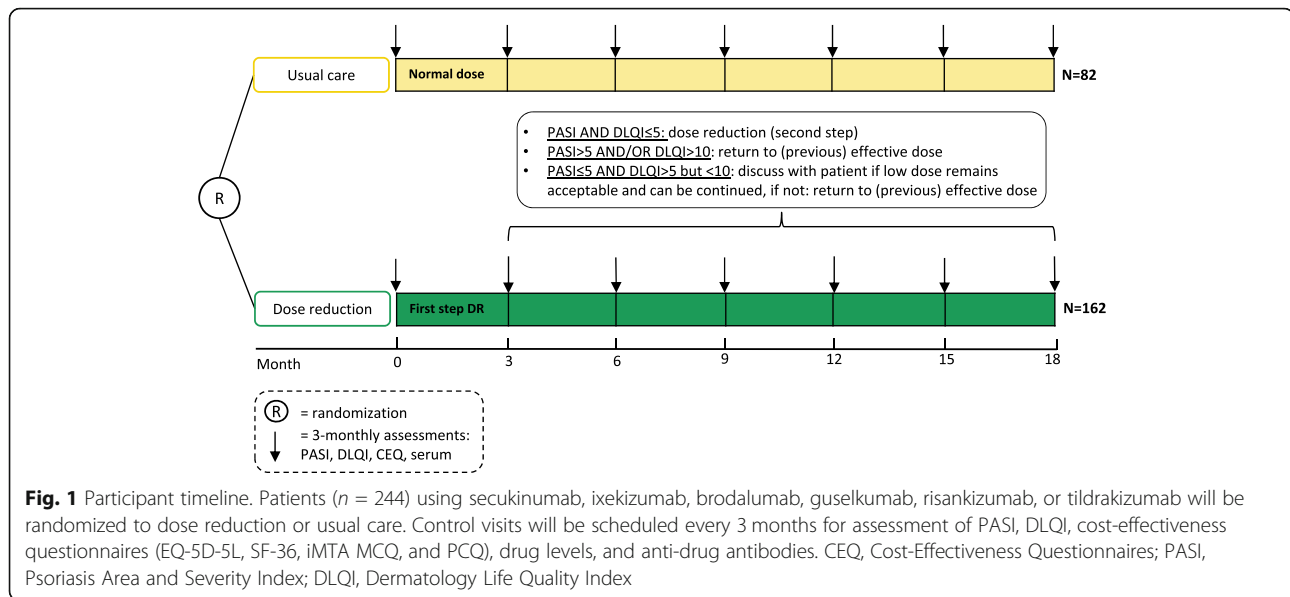 Usual care
Normal dose
N=82
• PASI AND DLQI≤5: dose reduction (second step)
• PASI>5 AND/OR DLQI>10: return to (previous) effective dose
• PASI≤5 AND DLQI>5 but <10: discuss with patient if low dose remains
acceptable and can be continued, if not: return to (previous) effective dose
R
Dose reduction
First step DR
N=162
Month
0 3 6 9 12 15 18
R = randomization
= 3-monthly assessments:
PASI, DLQI, CEQ, serum
Fig. 1 Participant timeline. Patients (n = 244) using secukinumab, ixekizumab, brodalumab, guselkumab, risankizumab, or tildrakizumab will be
randomized to dose reduction or usual care. Control visits will be scheduled every 3 months for assessment of PASI, DLQI, cost-effectiveness
questionnaires (EQ-5D-5L, SF-36, iMTA MCQ, and PCQ), drug levels, and anti-drug antibodies. CEQ, Cost-Effectiveness Questionnaires; PASI,
Psoriasis Area and Severity Index; DLQI, Dermatology Life Quality Index